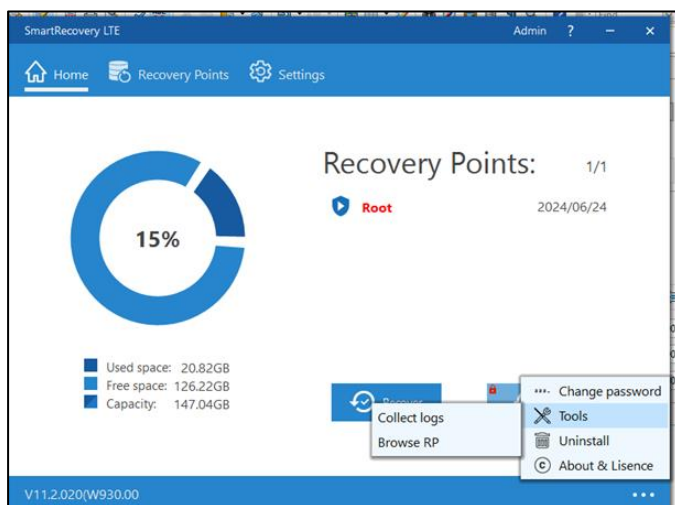 SmartRecovery LTE Admin ?
Home Recovery Points Settings
Recovery Points: 1/1
Root 2024/06/24
15%
Used space: 20.82GB
Free space: 126.22GB
Capacity: 147.04GB
Recover
Change password
Collect logs
Tools
Browse RP
Uninstall
© About & Lisence
V11.2.020(W930.00